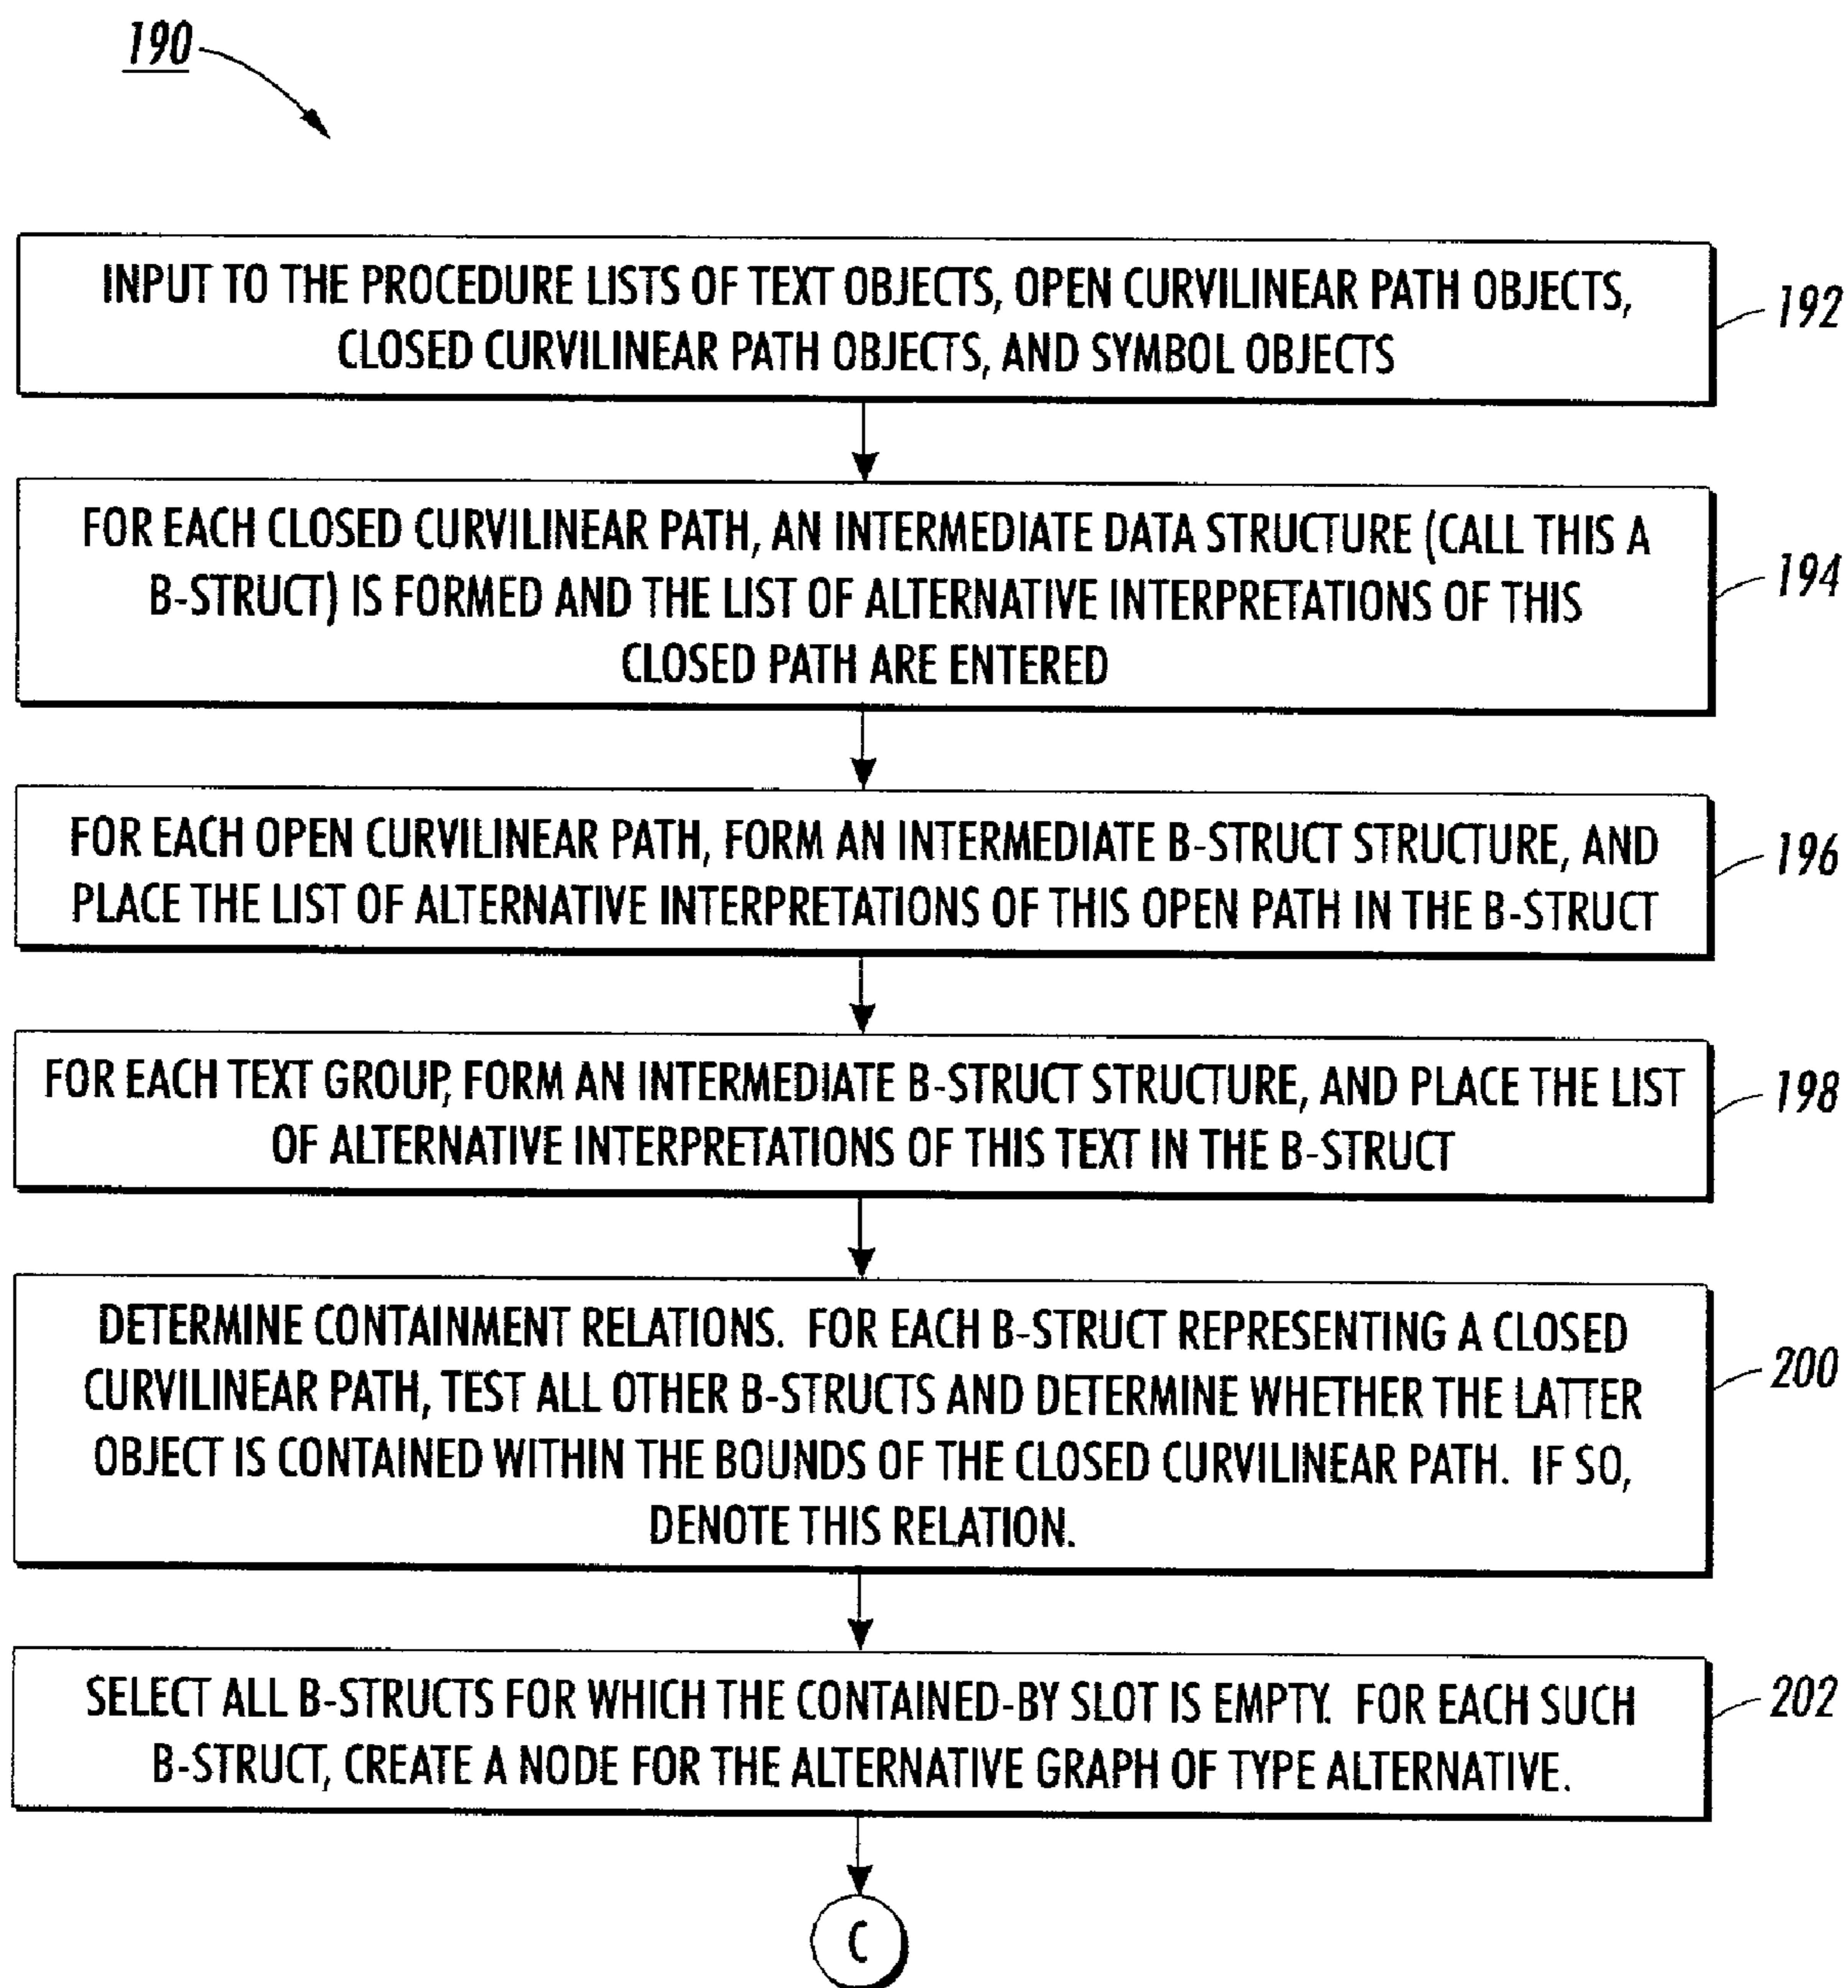 190
INPUT TO THE PROCEDURE LISTS OF TEXT OBJECTS, OPEN CURVILINEAR PATH OBJECTS,
CLOSED CURVILINEAR PATH OBJECTS, AND SYMBOL OBJECTS
192
FOR EACH CLOSED CURVILINEAR PATH, AN INTERMEDIATE DATA STRUCTURE (CALL THIS A
B-STRUCT) IS FORMED AND THE LIST OF ALTERNATIVE INTERPRETATIONS OF THIS
CLOSED PATH ARE ENTERED
194
FOR EACH OPEN CURVILINEAR PATH, FORM AN INTERMEDIATE B-STRUCT STRUCTURE, AND
PLACE THE LIST OF ALTERNATIVE INTERPRETATIONS OF THIS OPEN PATH IN THE B-STRUCT
196
FOR EACH TEXT GROUP, FORM AN INTERMEDIATE B-STRUCT STRUCTURE, AND PLACE THE LIST
OF ALTERNATIVE INTERPRETATIONS OF THIS TEXT IN THE B-STRUCT
198
DETERMINE CONTAINMENT RELATIONS. FOR EACH B-STRUCT REPRESENTING A CLOSED
CURVILINEAR PATH, TEST ALL OTHER B-STRUCTS AND DETERMINE WHETHER THE LATTER
OBJECT IS CONTAINED WITHIN THE BOUNDS OF THE CLOSED CURVILINEAR PATH. IF SO,
DENOTE THIS RELATION.
200
SELECT ALL B-STRUCTS FOR WHICH THE CONTAINED-BY SLOT IS EMPTY. FOR EACH SUCH
B-STRUCT, CREATE A NODE FOR THE ALTERNATIVE GRAPH OF TYPE ALTERNATIVE.
202
C